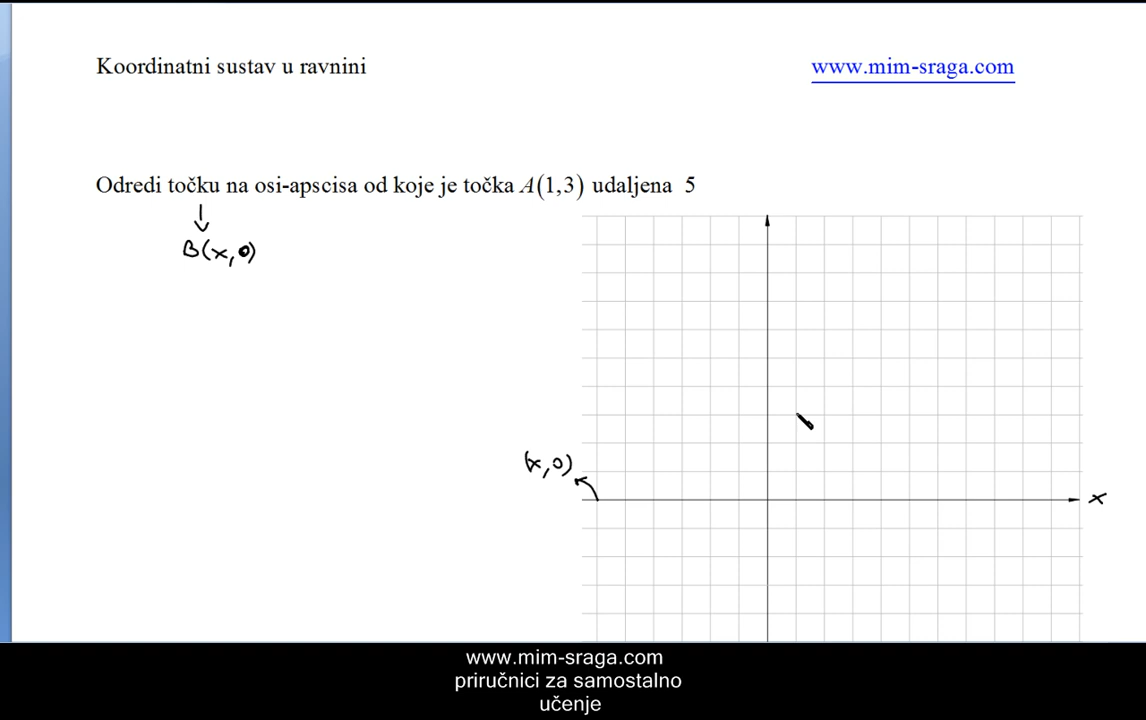 Koordinatni sustav u ravnini
www.mim-sraga.com
Odredi točku na osi-apscisa od koje je točka A(1,3) udaljena 5
B(x,0)
(x,0)
x
www.mim-sraga.com
priručnici za samostalno
učenje